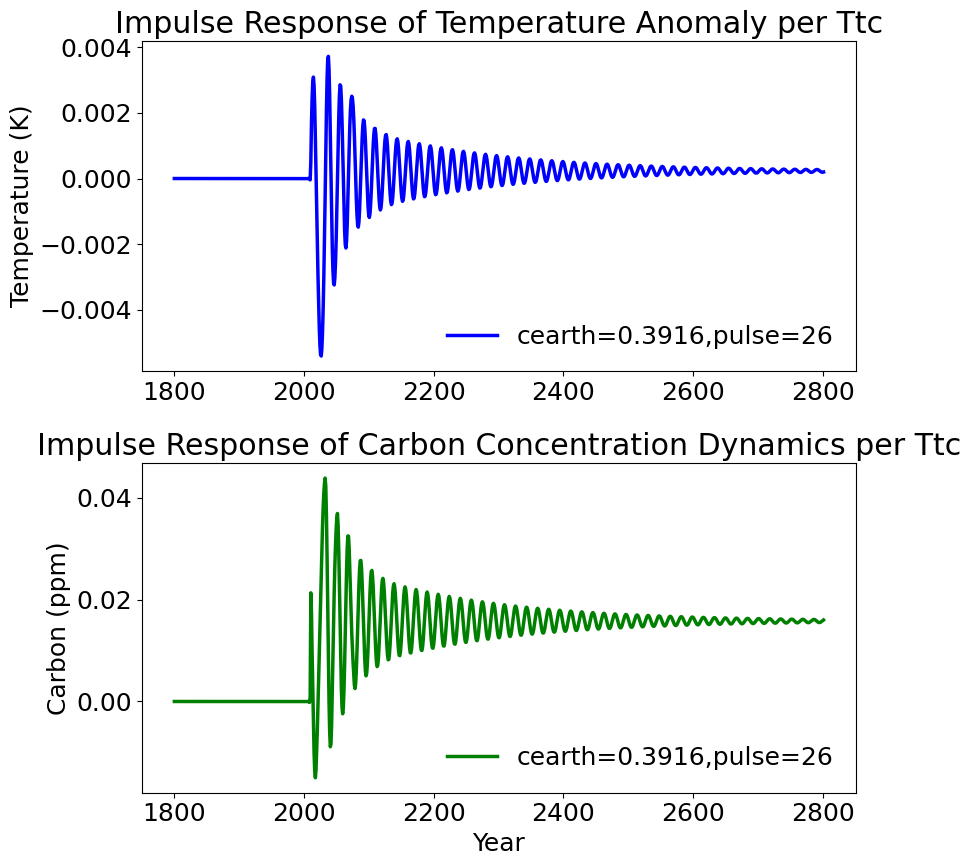 Impulse Response of Temperature Anomaly per Ttc
0.004
0.002
0.000
−0.002
−0.004
Temperature (K)
cearth=0.3916,pulse=26
1800 2000 2200 2400 2600 2800
Impulse Response of Carbon Concentration Dynamics per Ttc
0.04
0.02
0.00
Carbon (ppm)
cearth=0.3916,pulse=26
1800 2000 2200 2400 2600 2800
Year